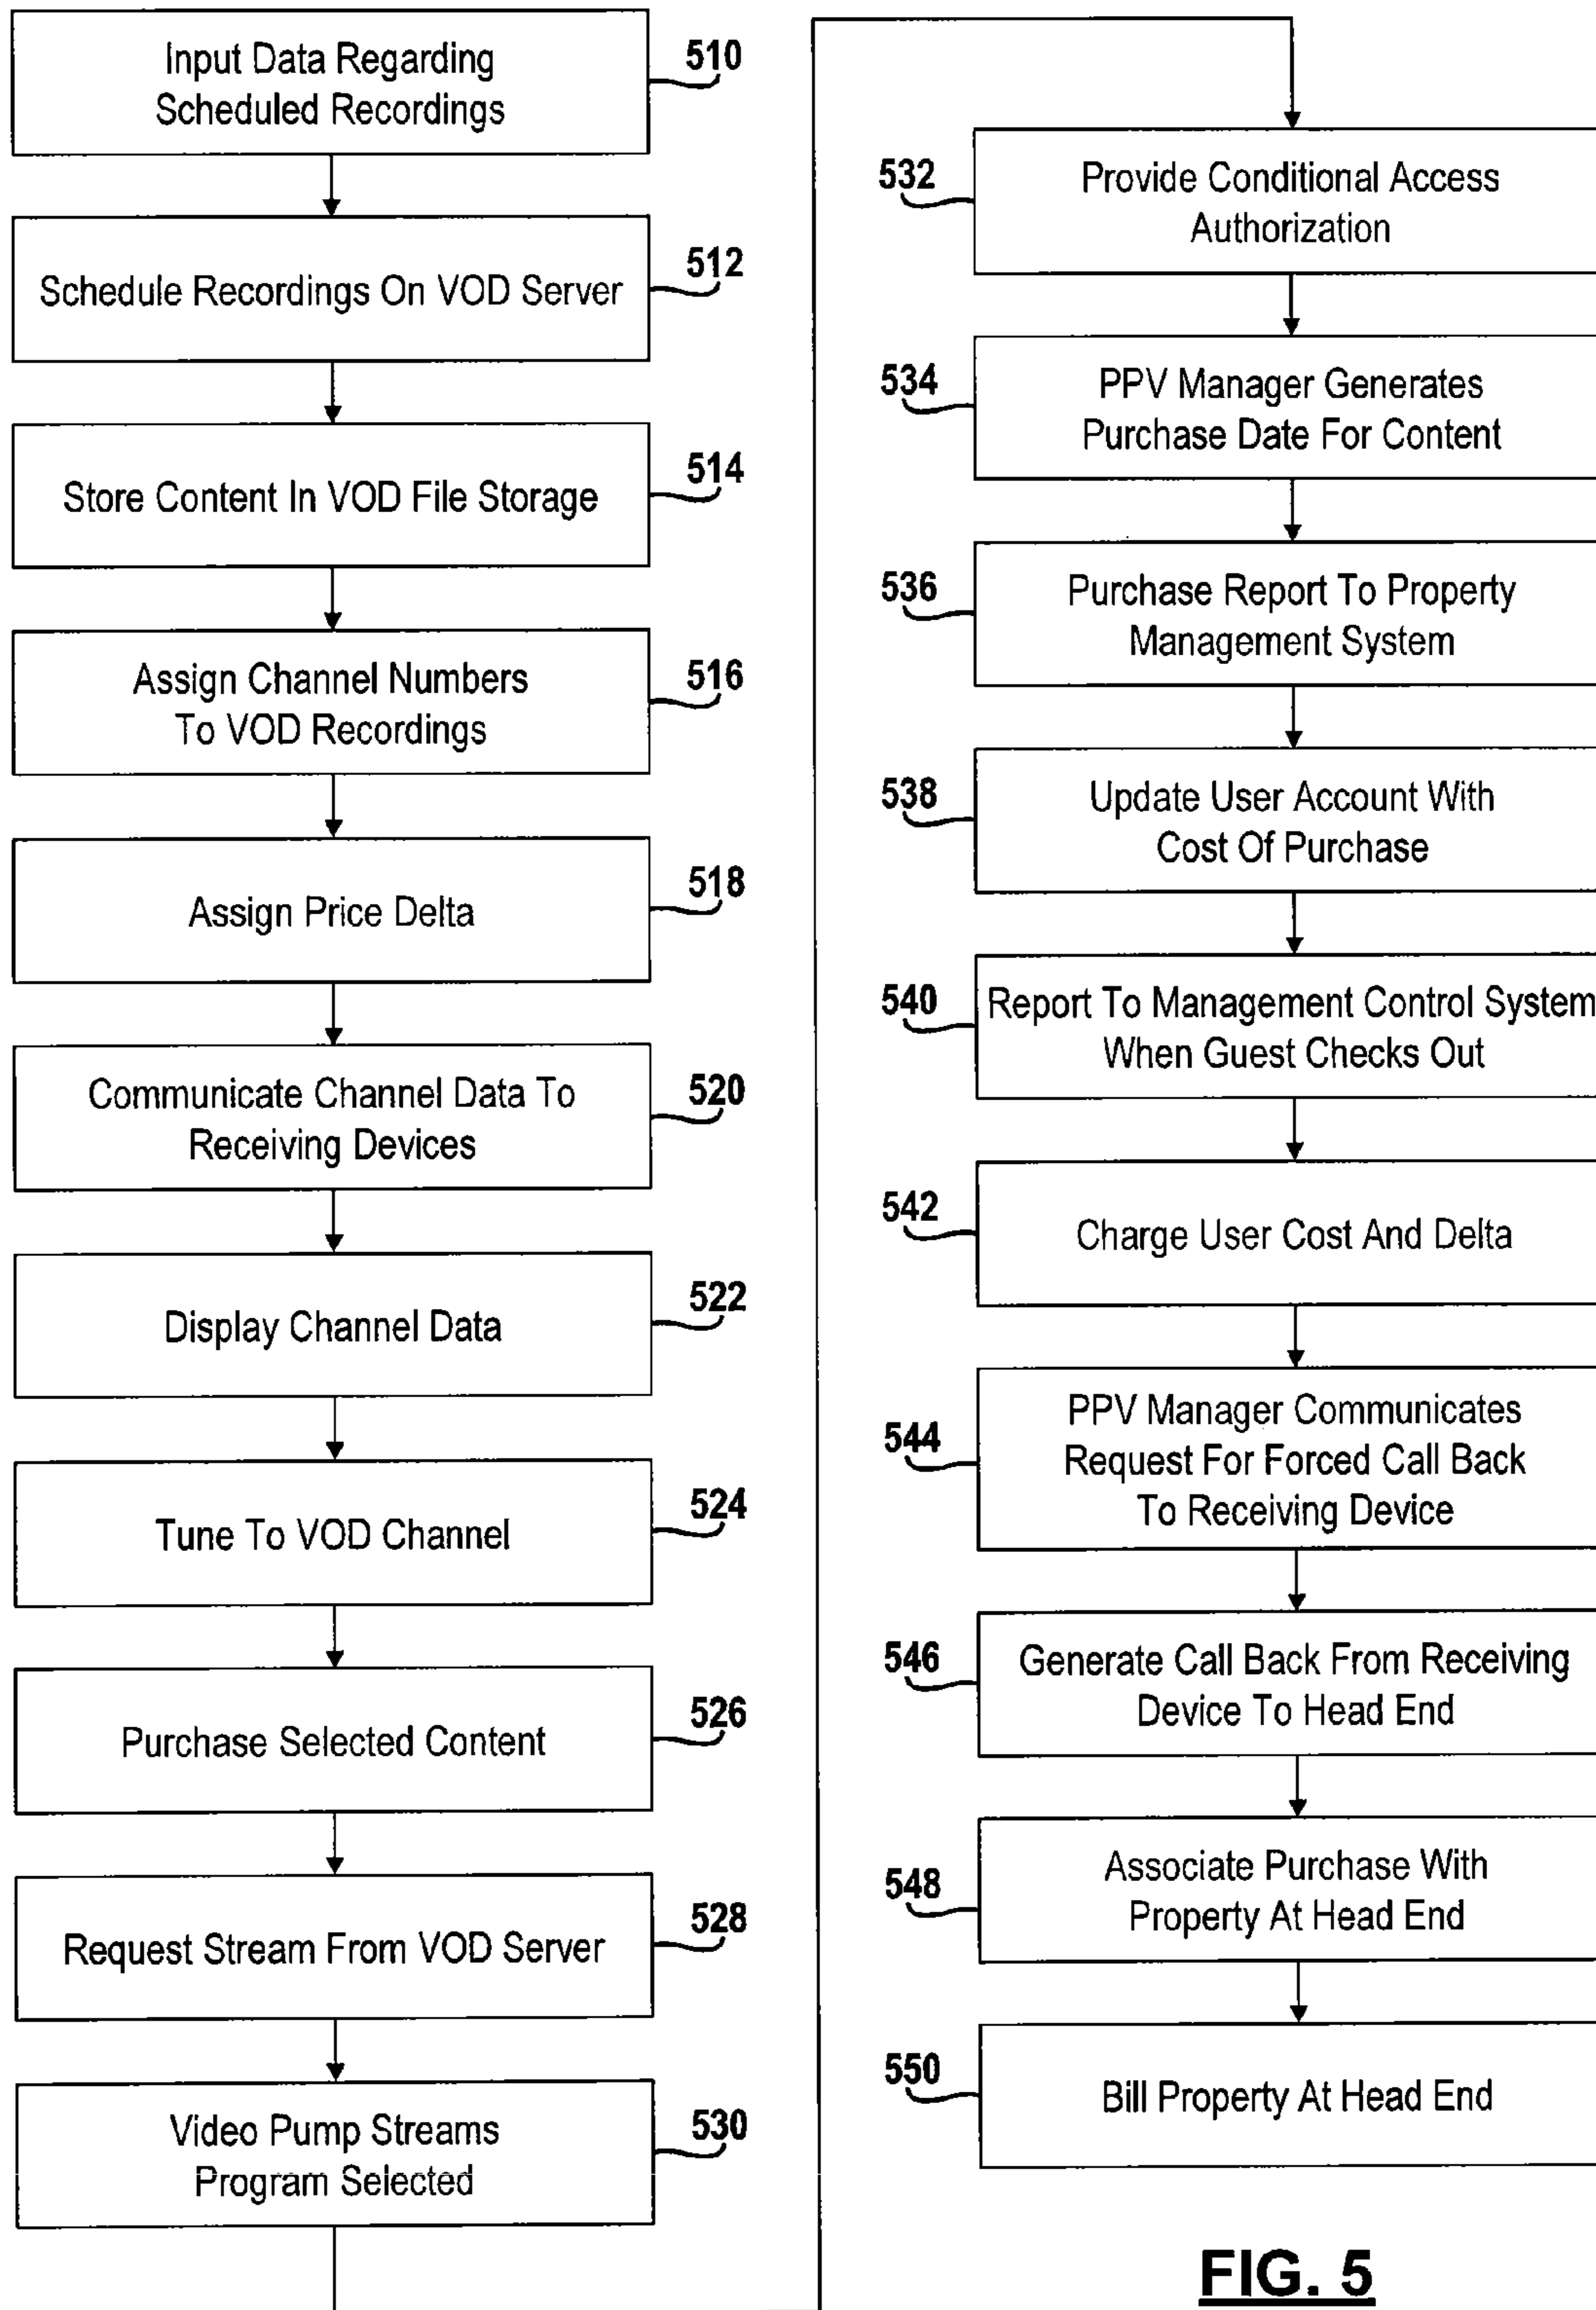 Input Data Regarding
Scheduled Recordings
510
Schedule Recordings On VOD Server
512
Store Content In VOD File Storage
514
Assign Channel Numbers
To VOD Recordings
516
Assign Price Delta
518
Communicate Channel Data To
Receiving Devices
520
Display Channel Data
522
Tune To VOD Channel
524
Purchase Selected Content
526
Request Stream From VOD Server
528
Video Pump Streams
Program Selected
530
532
Provide Conditional Access
Authorization
534
PPV Manager Generates
Purchase Date For Content
536
Purchase Report To Property
Management System
538
Update User Account With
Cost Of Purchase
540
Report To Management Control System
When Guest Checks Out
542
Charge User Cost And Delta
544
PPV Manager Communicates
Request For Forced Call Back
To Receiving Device
546
Generate Call Back From Receiving
Device To Head End
548
Associate Purchase With
Property At Head End
550
Bill Property At Head End
FIG. 5